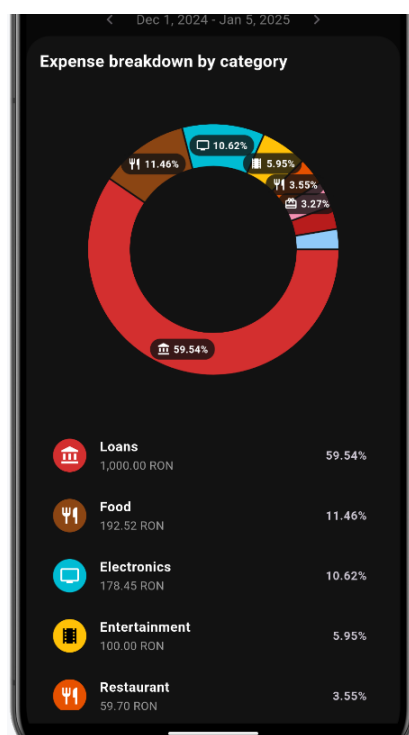 Dec 1, 2024 - Jan 5, 2025
Expense breakdown by category
10.62%
11.46%
5.95%
3.55%
3.27%
59.54%
Loans
1,000.00 RON
59.54%
Food
192.52 RON
11.46%
Electronics
178.45 RON
10.62%
Entertainment
100.00 RON
5.95%
Restaurant
59.70 RON
3.55%